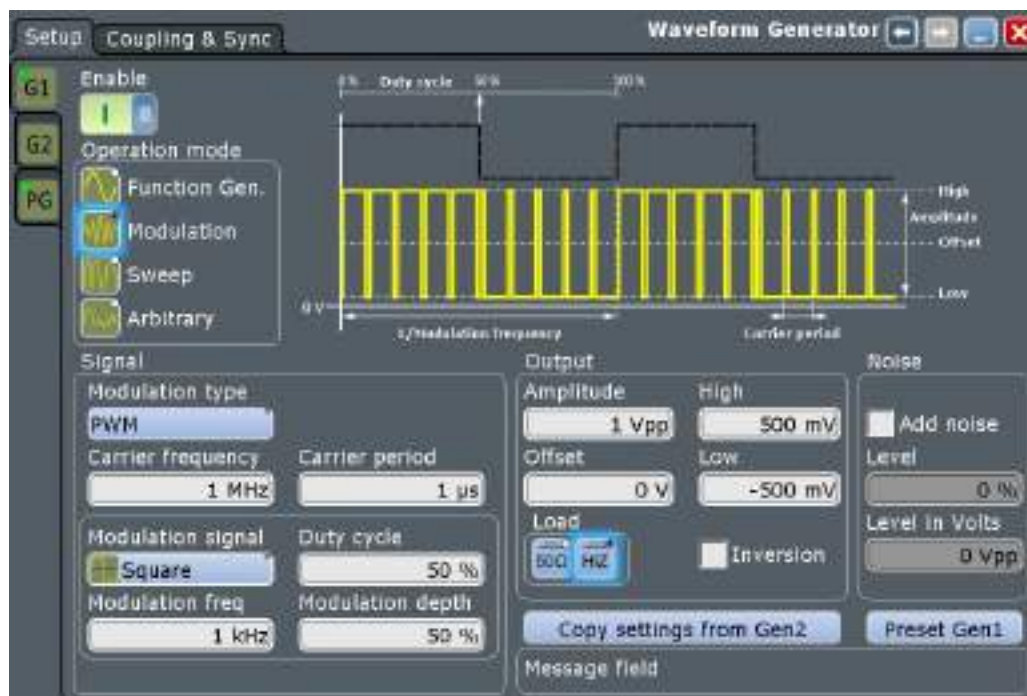 Setup Coupling & Sync Waveform Generator
G1
G2
PG
Enable
Operation mode
Function Gen.
Modulation
Sweep
Arbitrary
0% Duty cycle 50% 100%
High
Amplitude
Offset
Low
0 V
1/Modulation frequency
Carrier period
Signal
Modulation type
PWM
Carrier frequency Carrier period
1 MHz 1 µs
Modulation signal Duty cycle
Square 50 %
Modulation freq Modulation depth
1 kHz 50 %
Output
Amplitude High
1 Vpp 500 mV
Offset Low
0 V -500 mV
Load
50Ω HiZ Inversion
Copy settings from Gen2
Noise
Add noise
Level
0 %
Level in Volts
0 Vpp
Preset Gen1
Message field